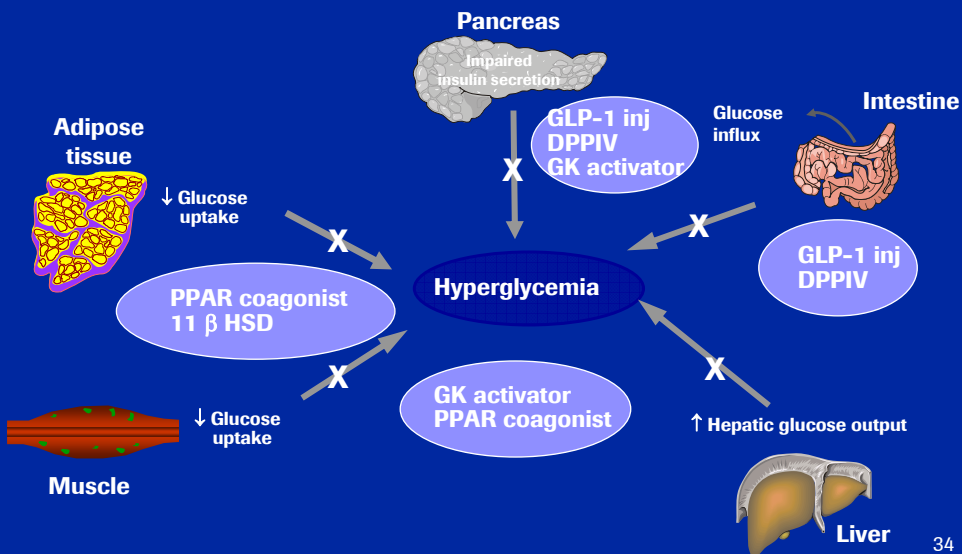 Pancreas
Impaired
insulin secretion
GLP-1 inj
DPPIV
GK activator
Glucose
influx
Intestine
Adipose
tissue
↓ Glucose
uptake
X
X
X
GLP-1 inj
DPPIV
Hyperglycemia
PPAR coagonist
11 β HSD
X
X
GK activator
PPAR coagonist
↓ Glucose
uptake
↑ Hepatic glucose output
Muscle
Liver
34